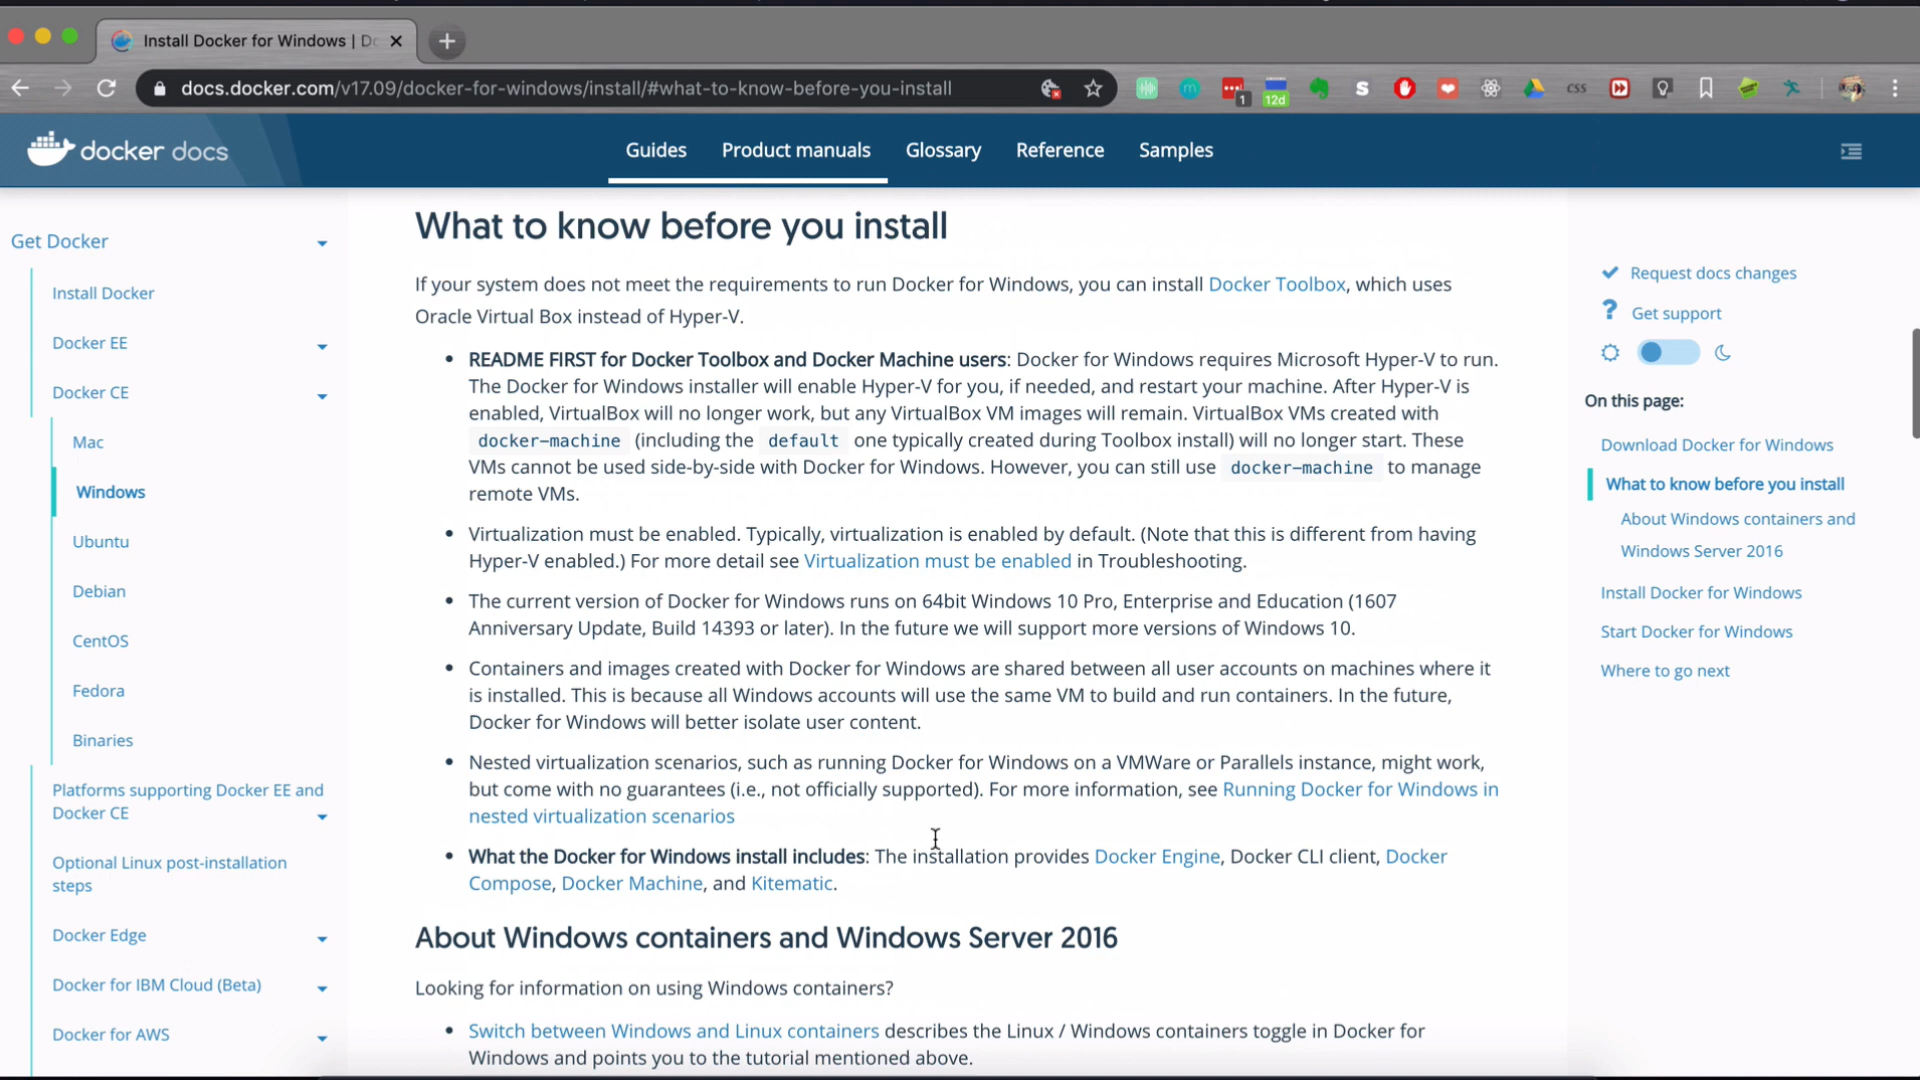 Install Docker for Windows | Do
docs.docker.com/v17.09/docker-for-windows/install/#what-to-know-before-you-install
1
12d
S
CSS
docker docs
Guides
Product manuals
Glossary
Reference
Samples
Get Docker
Install Docker
Docker EE
Docker CE
Mac
Windows
Ubuntu
Debian
CentOS
Fedora
Binaries
Platforms supporting Docker EE and
Docker CE
Optional Linux post-installation
steps
Docker Edge
Docker for IBM Cloud (Beta)
Docker for AWS
What to know before you install
If your system does not meet the requirements to run Docker for Windows, you can install Docker Toolbox, which uses
Oracle Virtual Box instead of Hyper-V.
• README FIRST for Docker Toolbox and Docker Machine users: Docker for Windows requires Microsoft Hyper-V to run.
The Docker for Windows installer will enable Hyper-V for you, if needed, and restart your machine. After Hyper-V is
enabled, VirtualBox will no longer work, but any VirtualBox VM images will remain. VirtualBox VMs created with
docker-machine (including the default one typically created during Toolbox install) will no longer start. These
VMs cannot be used side-by-side with Docker for Windows. However, you can still use docker-machine to manage
remote VMs.
• Virtualization must be enabled. Typically, virtualization is enabled by default. (Note that this is different from having
Hyper-V enabled.) For more detail see Virtualization must be enabled in Troubleshooting.
• The current version of Docker for Windows runs on 64bit Windows 10 Pro, Enterprise and Education (1607
Anniversary Update, Build 14393 or later). In the future we will support more versions of Windows 10.
• Containers and images created with Docker for Windows are shared between all user accounts on machines where it
is installed. This is because all Windows accounts will use the same VM to build and run containers. In the future,
Docker for Windows will better isolate user content.
• Nested virtualization scenarios, such as running Docker for Windows on a VMWare or Parallels instance, might work,
but come with no guarantees (i.e., not officially supported). For more information, see Running Docker for Windows in
nested virtualization scenarios
• What the Docker for Windows install includes: The installation provides Docker Engine, Docker CLI client, Docker
Compose, Docker Machine, and Kitematic.
About Windows containers and Windows Server 2016
Looking for information on using Windows containers?
• Switch between Windows and Linux containers describes the Linux / Windows containers toggle in Docker for
Windows and points you to the tutorial mentioned above.
Request docs changes
? Get support
On this page:
Download Docker for Windows
What to know before you install
About Windows containers and
Windows Server 2016
Install Docker for Windows
Start Docker for Windows
Where to go next